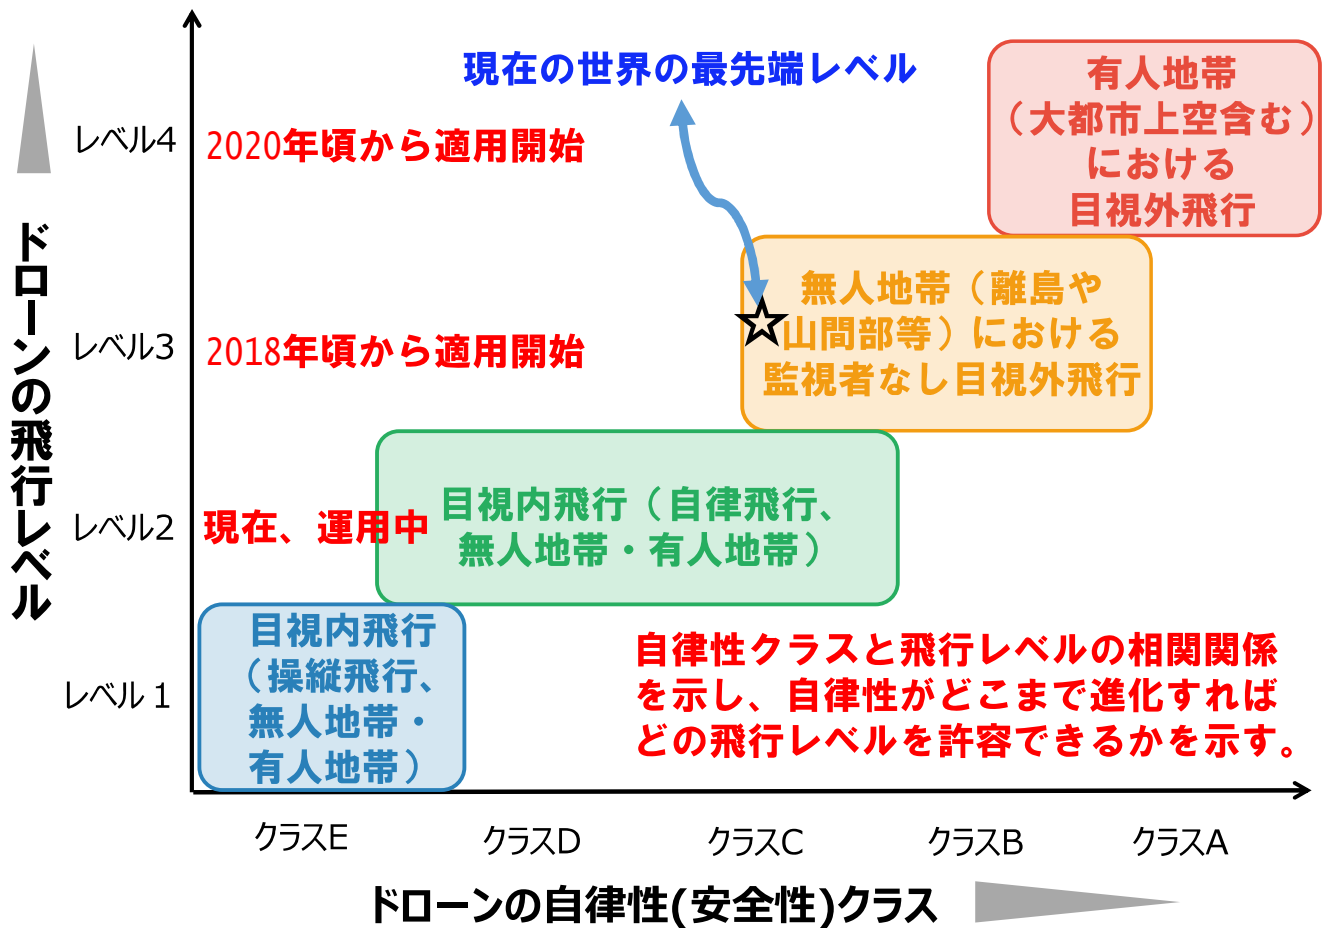 現在の世界の最先端レベル
有人地帯
（大都市上空含む）
における
目視外飛行
レベル4
2020年頃から適用開始
無人地帯（離島や
山間部等）における
監視者なし目視外飛行
レベル3
2018年頃から適用開始
ドローンの飛行レベル
目視内飛行（自律飛行、
無人地帯・有人地帯）
レベル2
現在、運用中
目視内飛行
（操縦飛行、
無人地帯・
有人地帯）
レベル 1
自律性クラスと飛行レベルの相関関係
を示し、自律性がどこまで進化すれば
どの飛行レベルを許容できるかを示す。
クラスE
クラスD
クラスC
クラスB
クラスA
ドローンの自律性(安全性)クラス